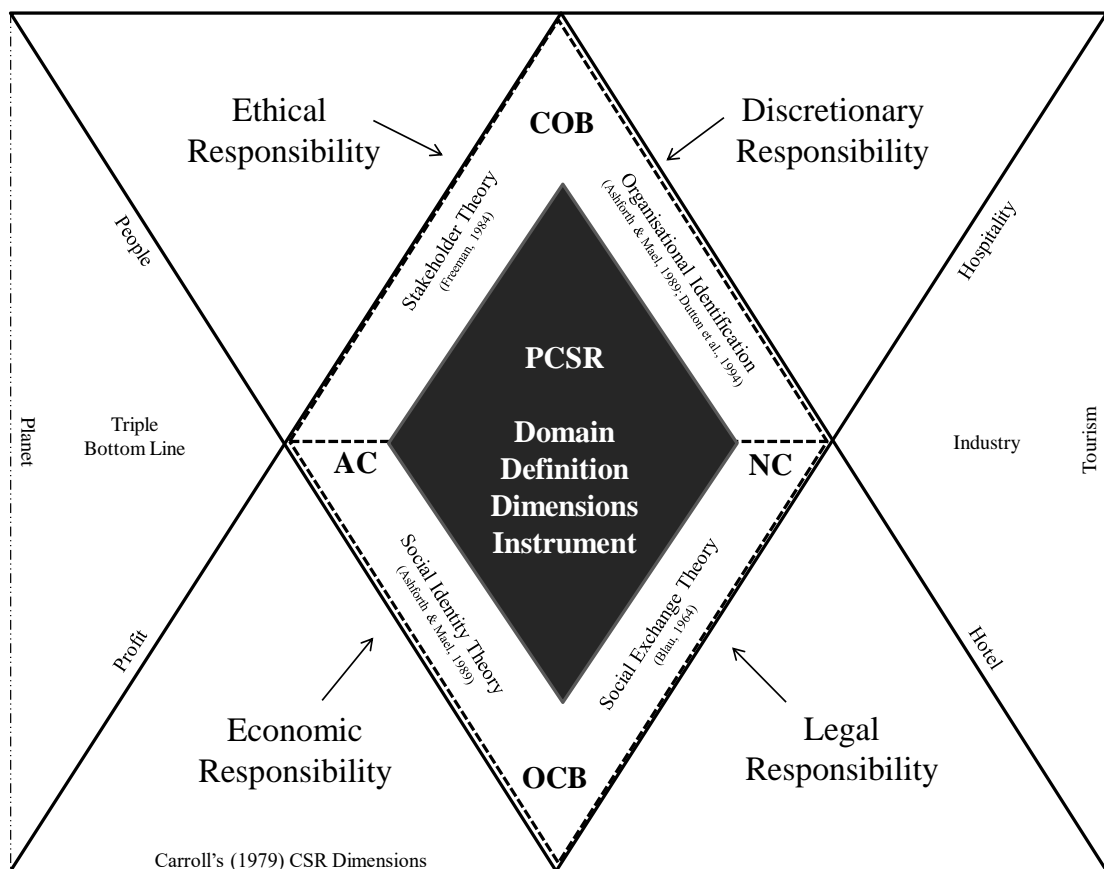 Ethical
Responsibility
Discretionary
Responsibility
COB
People
Stakeholder Theory
(Freeman, 1984)
Organisational Identification
(Ashforth & Mael, 1989; Dutton et al., 1994)
Hospitality
PCSR
Domain
Definition
Dimensions
Instrument
Planet
Triple
Bottom Line
AC
NC
Industry
Tourism
Profit
Social Identity Theory
(Ashforth & Mael, 1989)
Social Exchange Theory
(Blau, 1964)
Hotel
Economic
Responsibility
OCB
Legal
Responsibility
Carroll's (1979) CSR Dimensions